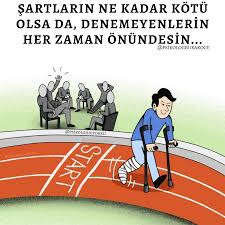 ŞARTLARIN NE KADAR KÖTÜ
OLSA DA, DENEMEYENLERİN
HER ZAMAN ÖNÜNDESİN...
START